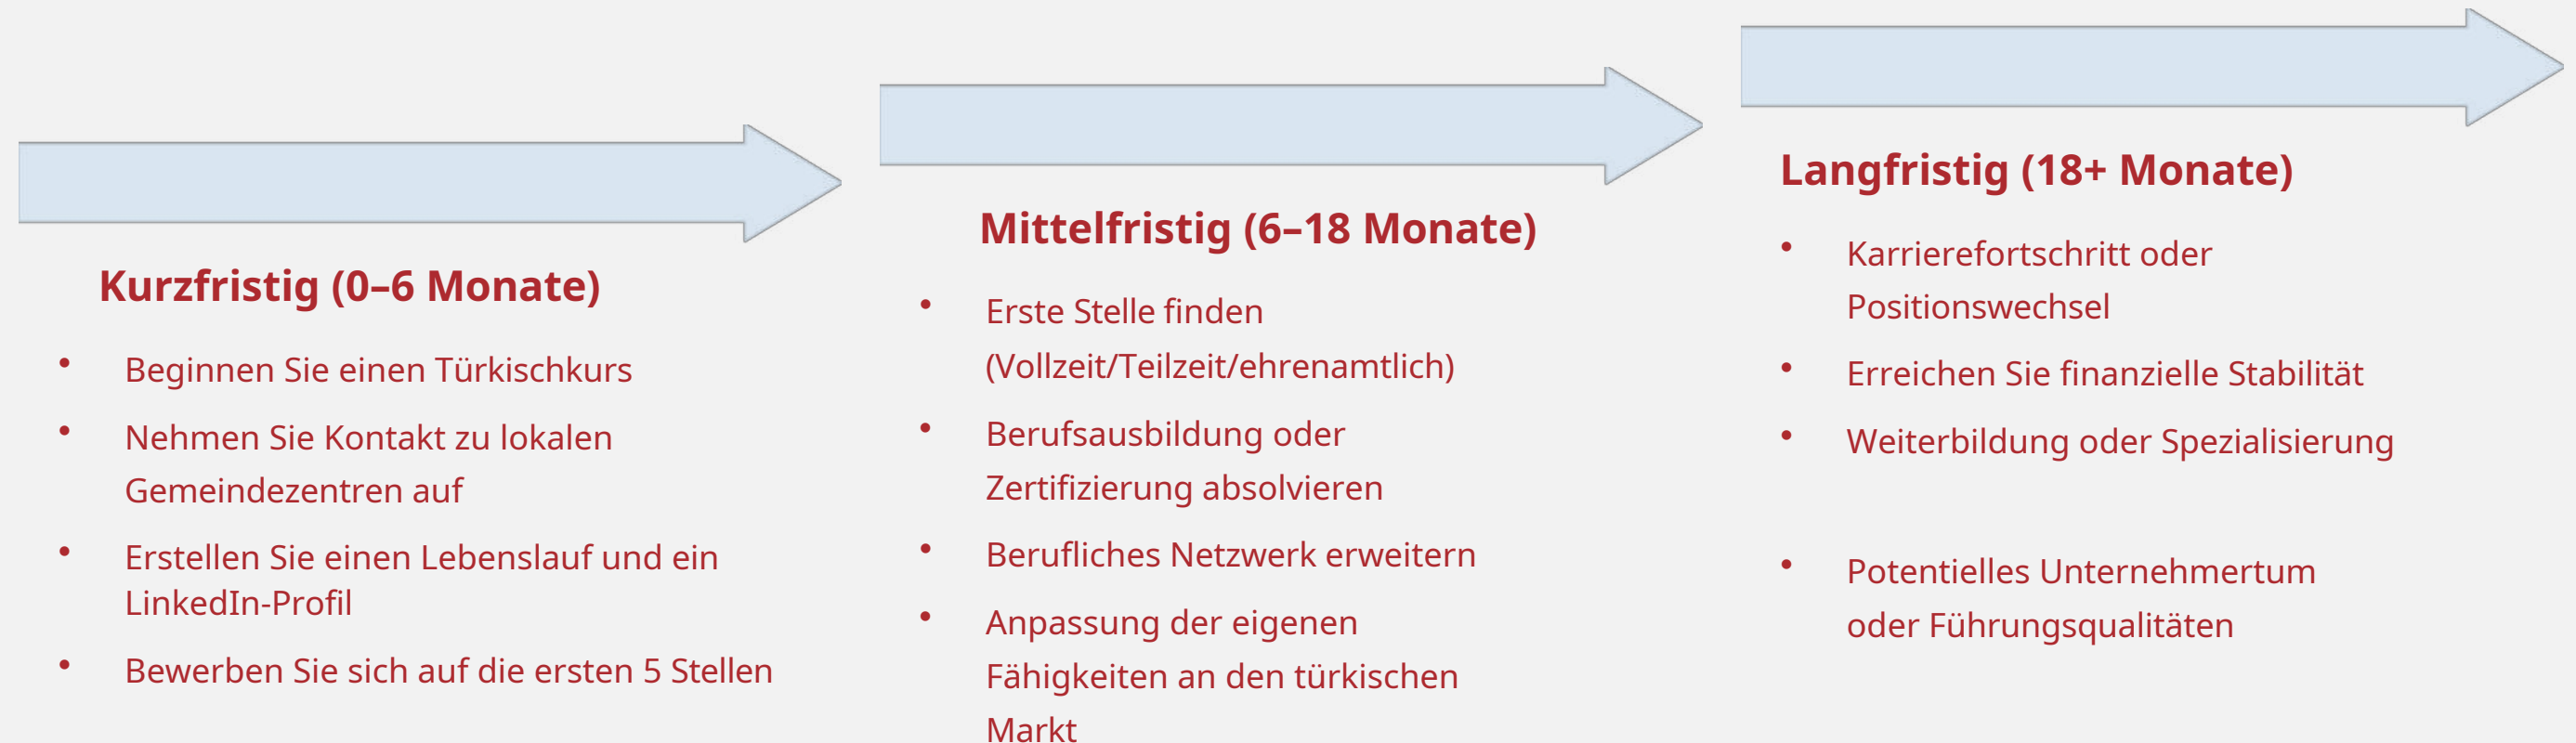 Kurzfristig (0–6 Monate)
• Beginnen Sie einen Türkischkurs
• Nehmen Sie Kontakt zu lokalen
Gemeindezentren auf
• Erstellen Sie einen Lebenslauf und ein
LinkedIn-Profil
• Bewerben Sie sich auf die ersten 5 Stellen
Mittelfristig (6–18 Monate)
• Erste Stelle finden
(Vollzeit/Teilzeit/ehrenamtlich)
• Berufsausbildung oder
Zertifizierung absolvieren
• Berufliches Netzwerk erweitern
• Anpassung der eigenen
Fähigkeiten an den türkischen
Markt
Langfristig (18+ Monate)
• Karrierefortschritt oder
Positionswechsel
• Erreichen Sie finanzielle Stabilität
• Weiterbildung oder Spezialisierung
• Potentielles Unternehmertum
oder Führungsqualitäten